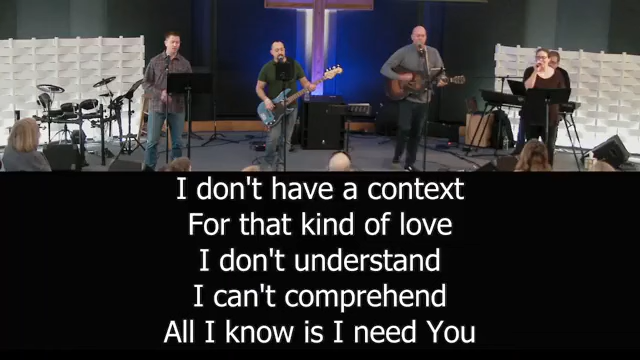 I don't have a context
For that kind of love
I don't understand
I can't comprehend
All I know is I need You